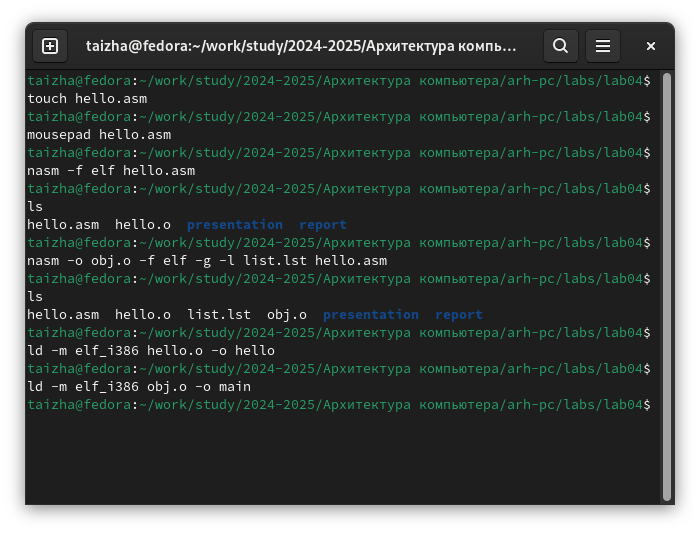 taizha@fedora:~/work/study/2024-2025/Архитектура компь…
taizha@fedora:~/work/study/2024-2025/Архитектура компьютера/arh-pc/labs/lab04$
touch hello.asm
taizha@fedora:~/work/study/2024-2025/Архитектура компьютера/arh-pc/labs/lab04$
mousepad hello.asm
taizha@fedora:~/work/study/2024-2025/Архитектура компьютера/arh-pc/labs/lab04$
nasm -f elf hello.asm
taizha@fedora:~/work/study/2024-2025/Архитектура компьютера/arh-pc/labs/lab04$
ls
hello.asm  hello.o  presentation  report
taizha@fedora:~/work/study/2024-2025/Архитектура компьютера/arh-pc/labs/lab04$
nasm -o obj.o -f elf -g -l list.lst hello.asm
taizha@fedora:~/work/study/2024-2025/Архитектура компьютера/arh-pc/labs/lab04$
ls
hello.asm  hello.o  list.lst  obj.o  presentation  report
taizha@fedora:~/work/study/2024-2025/Архитектура компьютера/arh-pc/labs/lab04$
ld -m elf_i386 hello.o -o hello
taizha@fedora:~/work/study/2024-2025/Архитектура компьютера/arh-pc/labs/lab04$
ld -m elf_i386 obj.o -o main
taizha@fedora:~/work/study/2024-2025/Архитектура компьютера/arh-pc/labs/lab04$